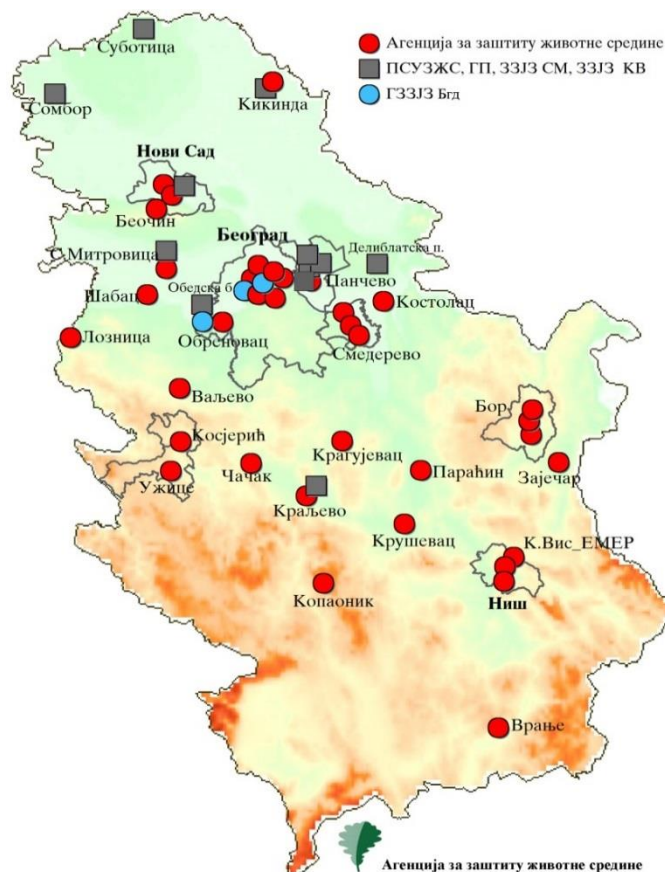 Суботица
Агенција за заштиту животне средине
ПСУЗЖС, ГП, ЗЗЈЗ СМ, ЗЗЈЗ КВ
ГЗЗЈЗ Бгд
Сомбор
Кикинда
Нови Сад
Беочин
Београд
С.Митровица
Делиблатска п.
Панчево
Шабац
Обедска б
Костолац
Лозница
Обреновац
Смедерево
Ваљево
Бор
Косјерић
Крагујевац
Чачак
Параћин
Зајечар
Ужице
Краљево
Крушевац
К.Вис_ЕМЕР
Копаоник
Ниш
Врање
Агенција за заштиту животне средине